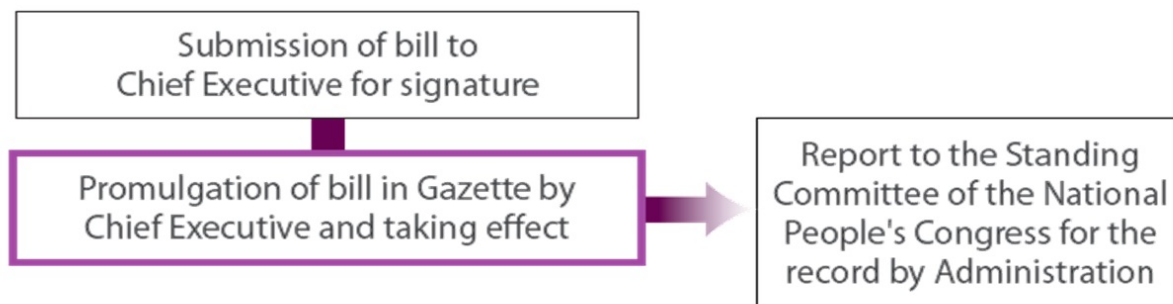 Submission of bill to
Chief Executive for signature
Promulgation of bill in Gazette by
Chief Executive and taking effect
Report to the Standing
Committee of the National
People's Congress for the
record by Administration